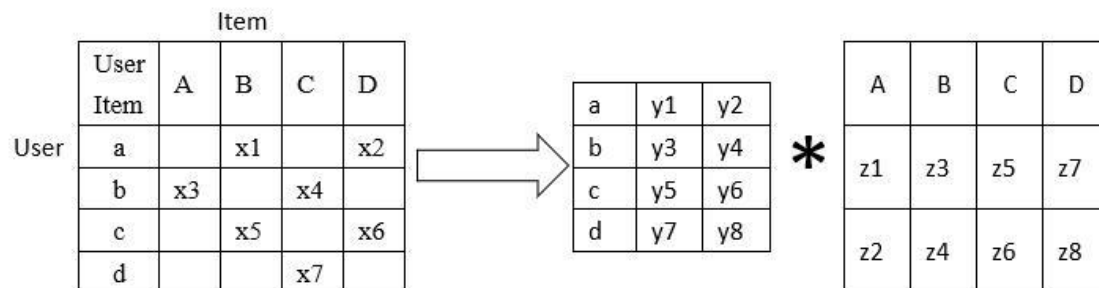 Item
User Item A B C D
User a x1 x2
b x3 x4
c x5 x6
d x7
a y1 y2
b y3 y4
c y5 y6
d y7 y8
*
A B C D
z1 z3 z5 z7
z2 z4 z6 z8